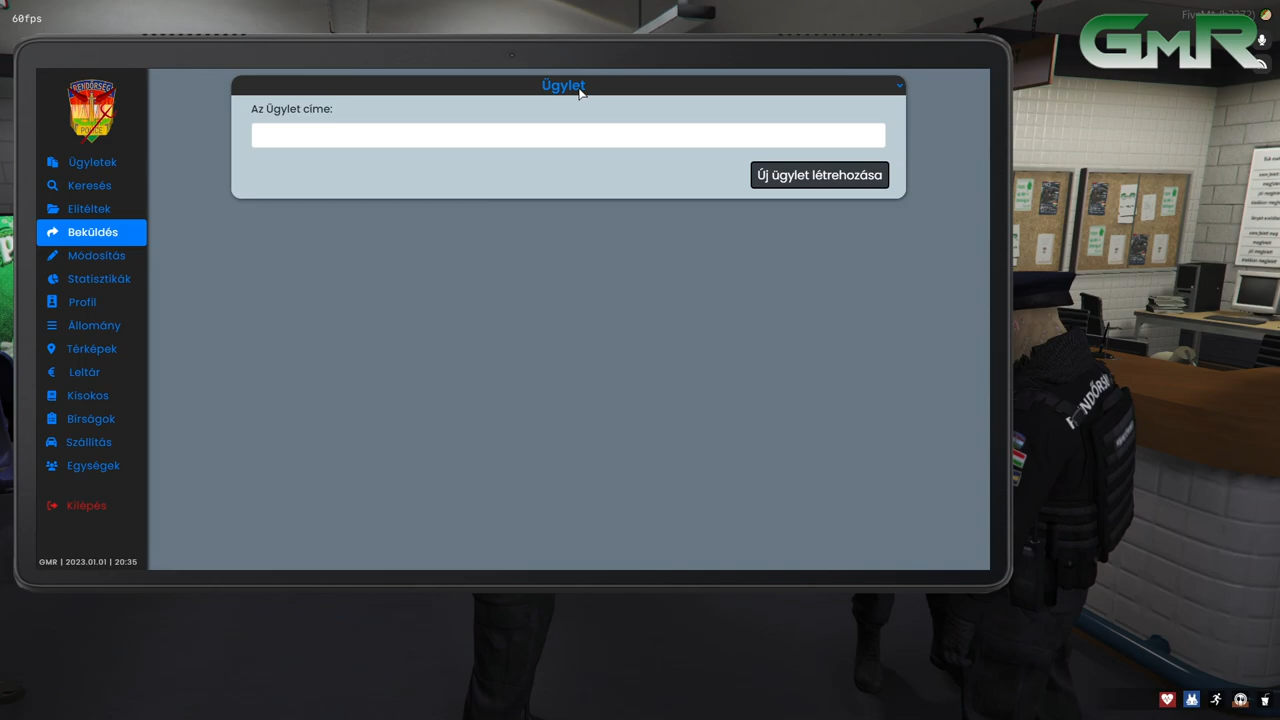 60fps
GMR
RENDŐRSÉG
POLICE
Ügylet
Az Ügylet címe:
Új ügylet létrehozása
Ügyletek
Keresés
Elítéltek
Beküldés
Módosítás
Statisztikák
Profil
Állomány
Térképek
Leltár
Kisokos
Bírságok
Szállítás
Egységek
Kilépés
GMR | 2023.01.01 | 20:35